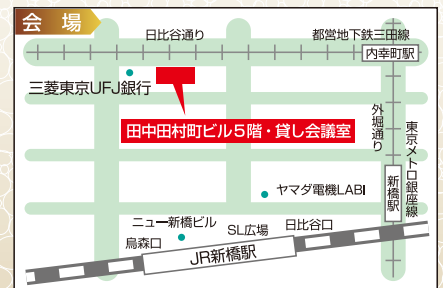 会 場
日比谷通り
都営地下鉄三田線
内幸町駅
三菱東京UFJ銀行
田中田村町ビル5階・貸し会議室
外堀通り
東京メトロ銀座線
新橋駅
ヤマダ電機LABI
ニュー新橋ビル
SL広場
日比谷口
烏森口
JR新橋駅